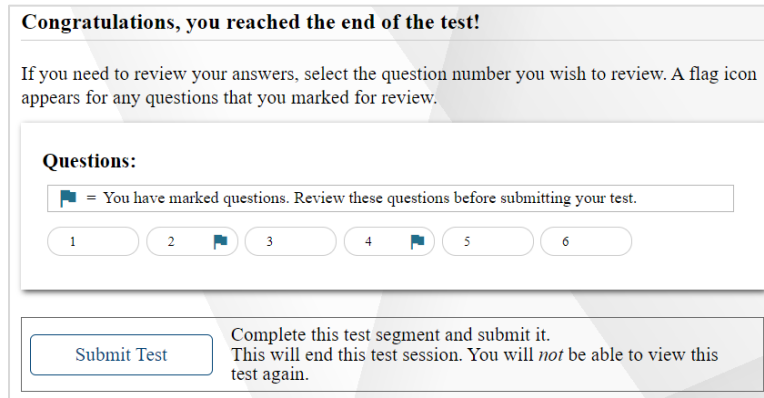 Congratulations, you reached the end of the test!
If you need to review your answers, select the question number you wish to review. A flag icon
appears for any questions that you marked for review.
Questions:
= You have marked questions. Review these questions before submitting your test.
1 2 3 4 5 6
Submit Test
Complete this test segment and submit it.
This will end this test session. You will not be able to view this
test again.